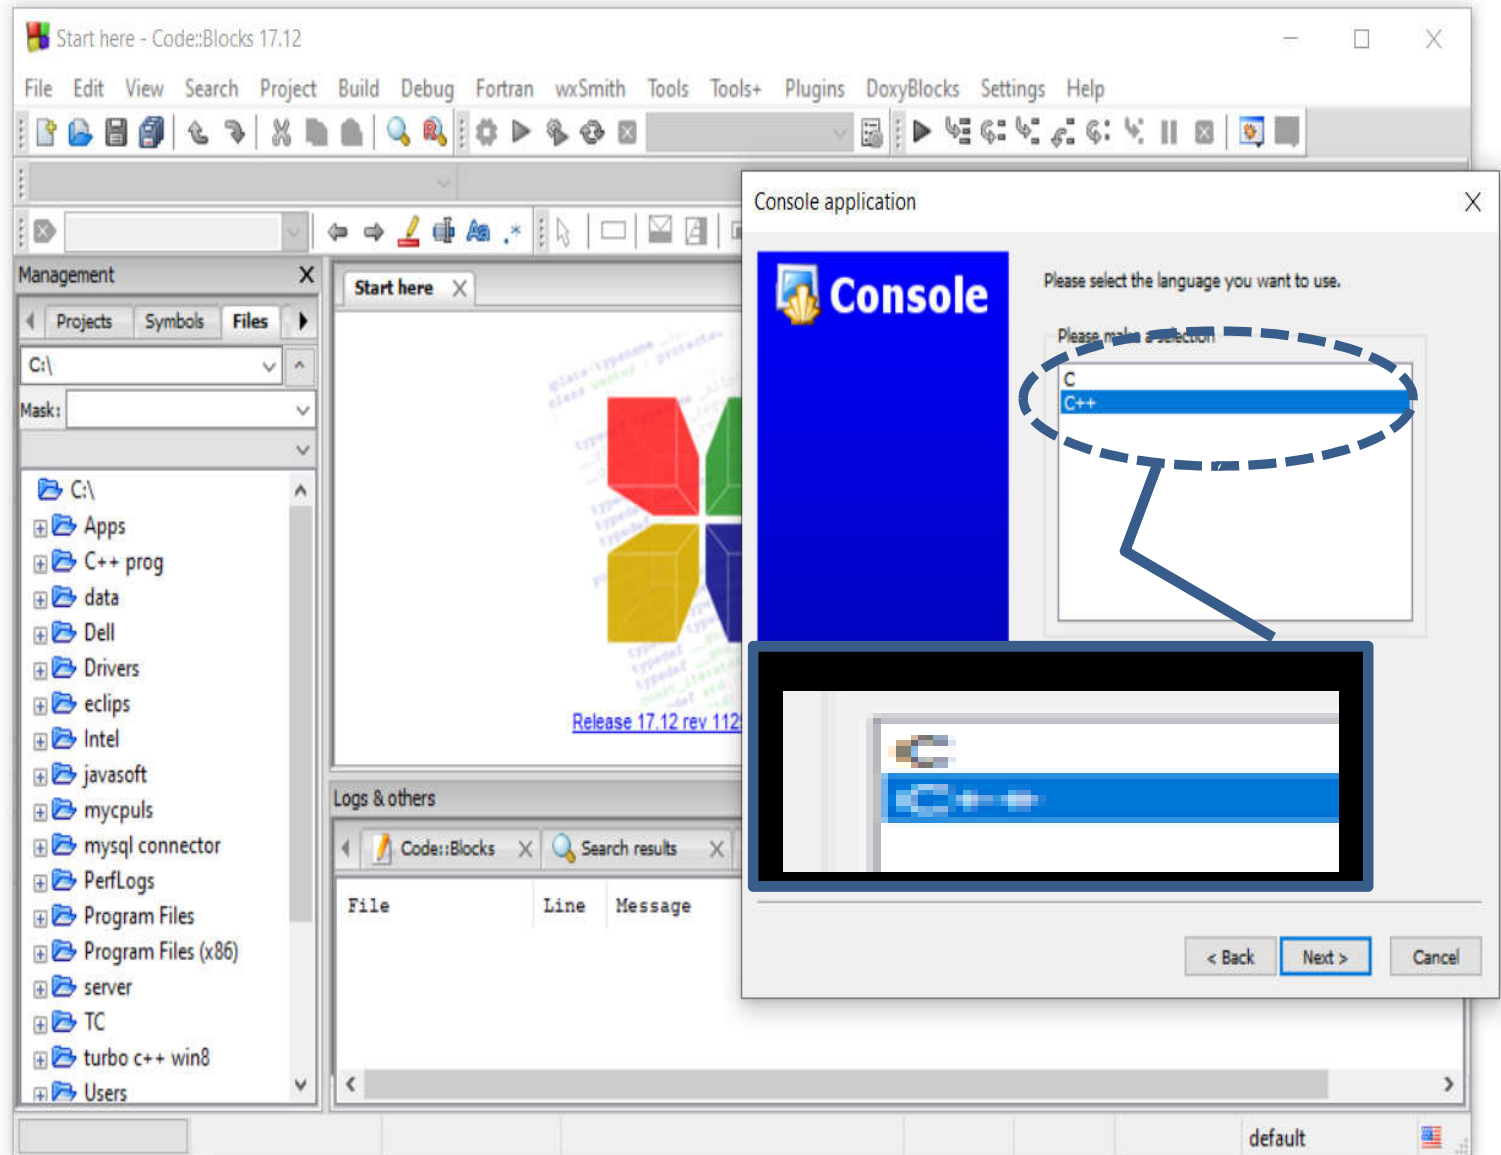 Start here - Code::Blocks 17.12
File Edit View Search Project Build Debug Fortran wxSmith Tools Tools+ Plugins DoxyBlocks Settings Help
Management X
Projects Symbols Files
C:\
Mask:
C:\
Apps
C++ prog
data
Dell
Drivers
eclips
Intel
javasoft
mycpuls
mysql connector
PerfLogs
Program Files
Program Files (x86)
server
TC
turbo c++ win8
Users
Start here
Release 17.12 rev 112
Logs & others
Code::Blocks Search results
File Line Message
Console application
Console
Please select the language you want to use.
Please make a selection
C
C++
C
C++
< Back Next > Cancel
default